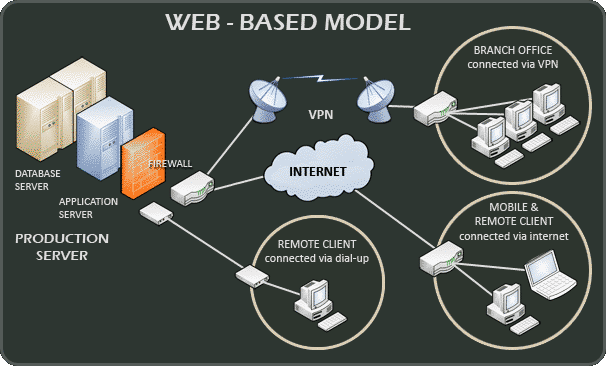 WEB - BASED MODEL
BRANCH OFFICE
connected via VPN
VPN
FIREWALL
DATABASE
SERVER
APPLICATION
SERVER
INTERNET
PRODUCTION
SERVER
MOBILE &
REMOTE CLIENT
connected via internet
REMOTE CLIENT
connected via dial-up